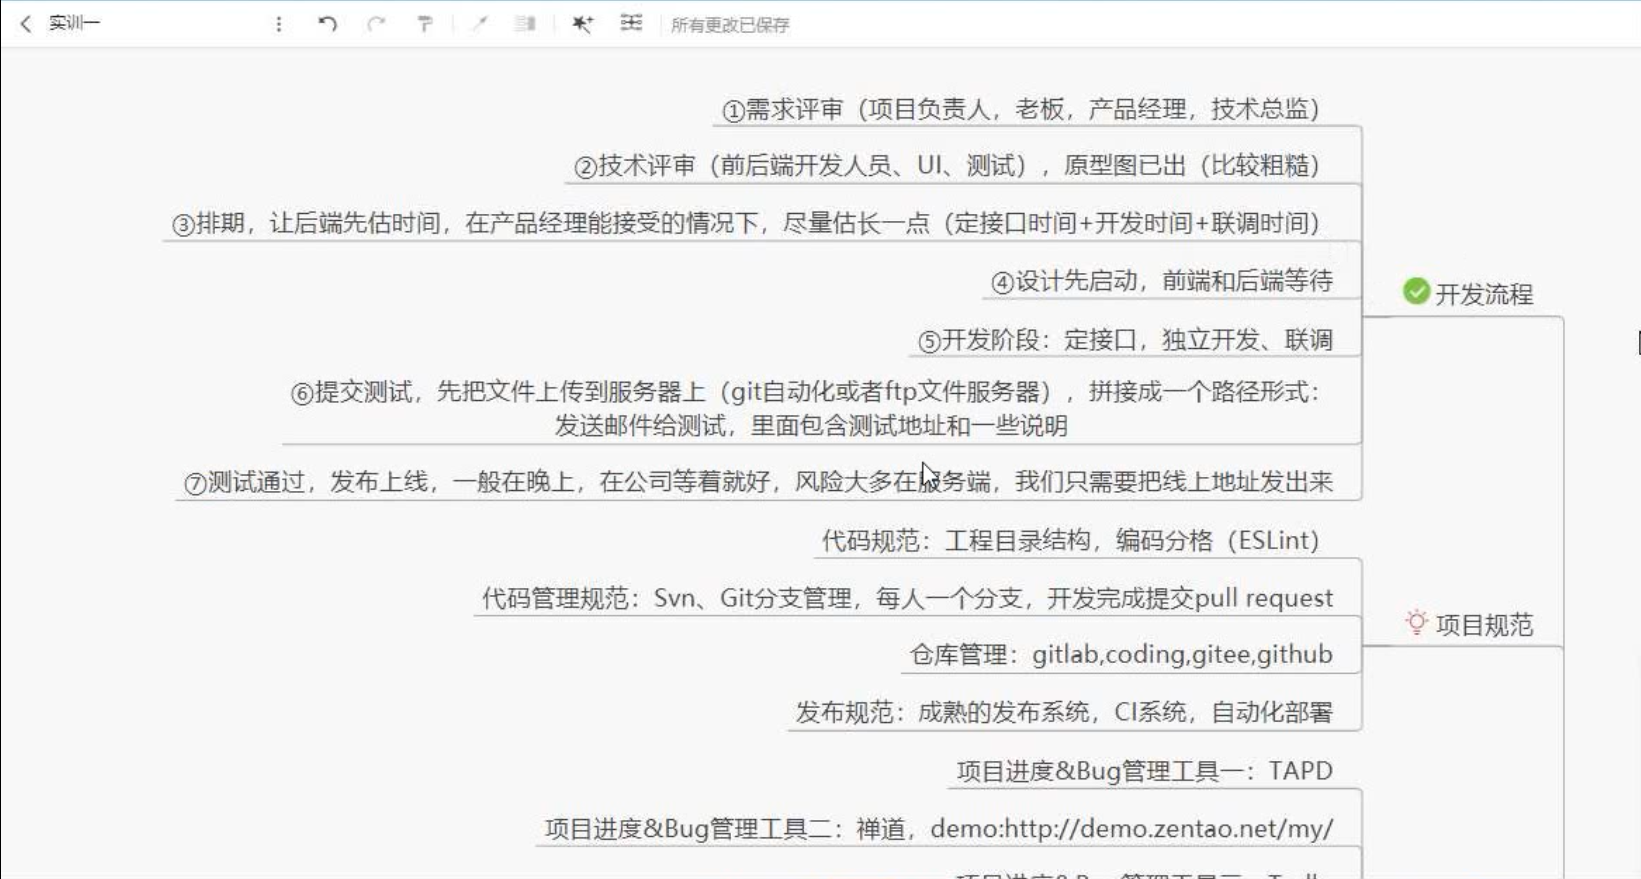 实训一
所有更改已保存
①需求评审（项目负责人，老板，产品经理，技术总监）
②技术评审（前后端开发人员、UI、测试），原型图已出（比较粗糙）
③排期，让后端先估时间，在产品经理能接受的情况下，尽量估长一点（定接口时间+开发时间+联调时间）
④设计先启动，前端和后端等待
开发流程
⑤开发阶段：定接口，独立开发、联调
⑥提交测试，先把文件上传到服务器上（git自动化或者ftp文件服务器），拼接成一个路径形式：
发送邮件给测试，里面包含测试地址和一些说明
⑦测试通过，发布上线，一般在晚上，在公司等着就好，风险大多在服务端，我们只需要把线上地址发出来
代码规范：工程目录结构，编码分格（ESLint）
代码管理规范：Svn、Git分支管理，每人一个分支，开发完成提交pull request
项目规范
仓库管理：gitlab,coding,gitee,github
发布规范：成熟的发布系统，CI系统，自动化部署
项目进度&Bug管理工具一：TAPD
项目进度&Bug管理工具二：禅道，demo:http://demo.zentao.net/my/